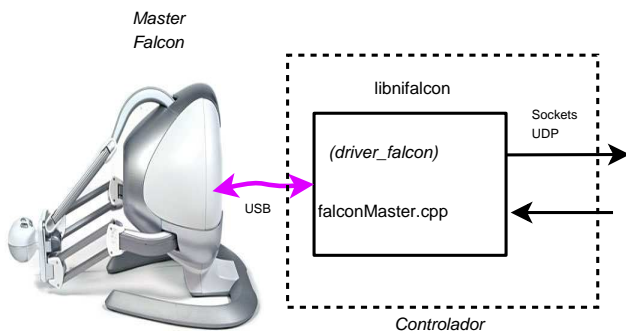 Master
Falcon
libnifalcon
(driver_falcon)
falconMaster.cpp
USB
Sockets
UDP
Controlador